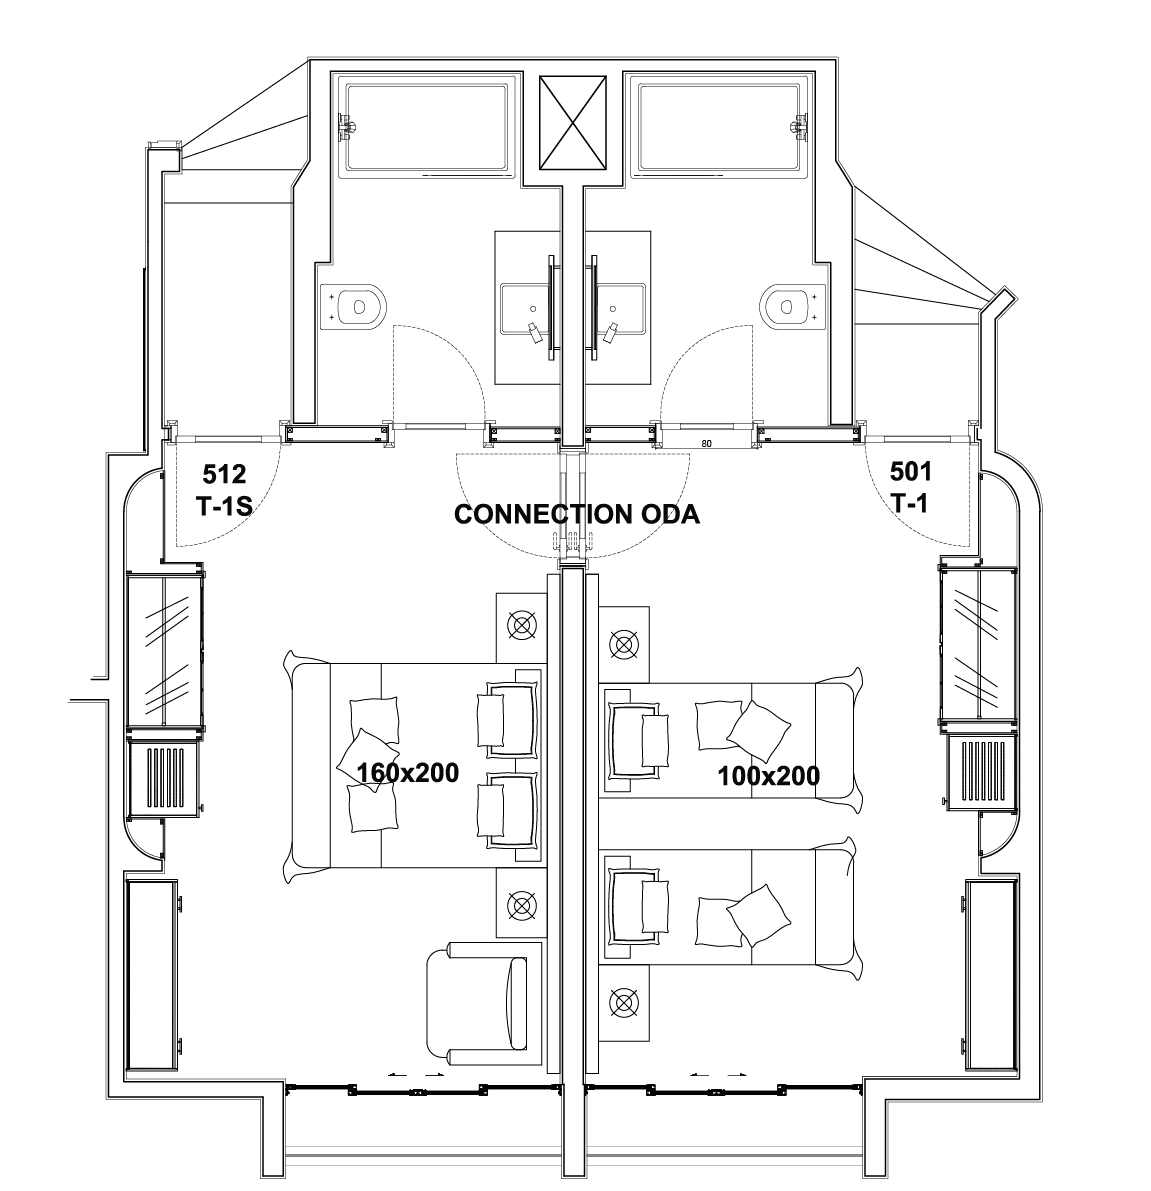 80
512
T-1S
501
T-1
CONNECTION ODA
160x200
100x200